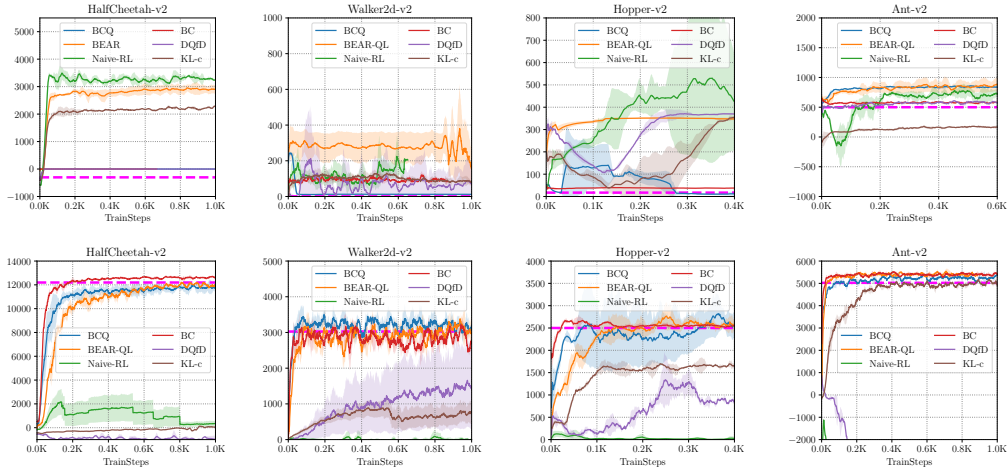 HalfCheetah-v2
5000
4000
3000
2000
1000
0
−1000
BCQ
BEAR
Naive-RL
BC
DQfD
KL-c
0.0K 0.2K 0.4K 0.6K 0.8K 1.0K
TrainSteps
Walker2d-v2
1000
800
600
400
200
0
BCQ
BEAR-QL
Naive-RL
BC
DQfD
KL-c
0.0K 0.2K 0.4K 0.6K 0.8K 1.0K
TrainSteps
Hopper-v2
800
700
600
500
400
300
200
100
0
BCQ
BEAR-QL
Naive-RL
BC
DQfD
KL-c
0.0K 0.1K 0.2K 0.3K 0.4K
TrainSteps
Ant-v2
2000
1500
1000
500
0
−500
−1000
BCQ
BEAR-QL
Naive-RL
BC
DQfD
KL-c
0.0K 0.2K 0.4K 0.6K
TrainSteps
HalfCheetah-v2
14000
12000
10000
8000
6000
4000
2000
0
BCQ
BEAR-QL
Naive-RL
BC
DQfD
KL-c
0.0K 0.2K 0.4K 0.6K 0.8K 1.0K
TrainSteps
Walker2d-v2
5000
4000
3000
2000
1000
0
BCQ
BEAR-QL
Naive-RL
BC
DQfD
KL-c
0.0K 0.2K 0.4K 0.6K 0.8K 1.0K
TrainSteps
Hopper-v2
4000
3500
3000
2500
2000
1500
1000
500
0
BCQ
BEAR-QL
Naive-RL
BC
DQfD
KL-c
0.0K 0.1K 0.2K 0.3K 0.4K
TrainSteps
Ant-v2
6000
5000
4000
3000
2000
1000
0
−1000
−2000
BCQ
BEAR-QL
Naive-RL
BC
DQfD
KL-c
0.0K 0.2K 0.4K 0.6K 0.8K 1.0K
TrainSteps